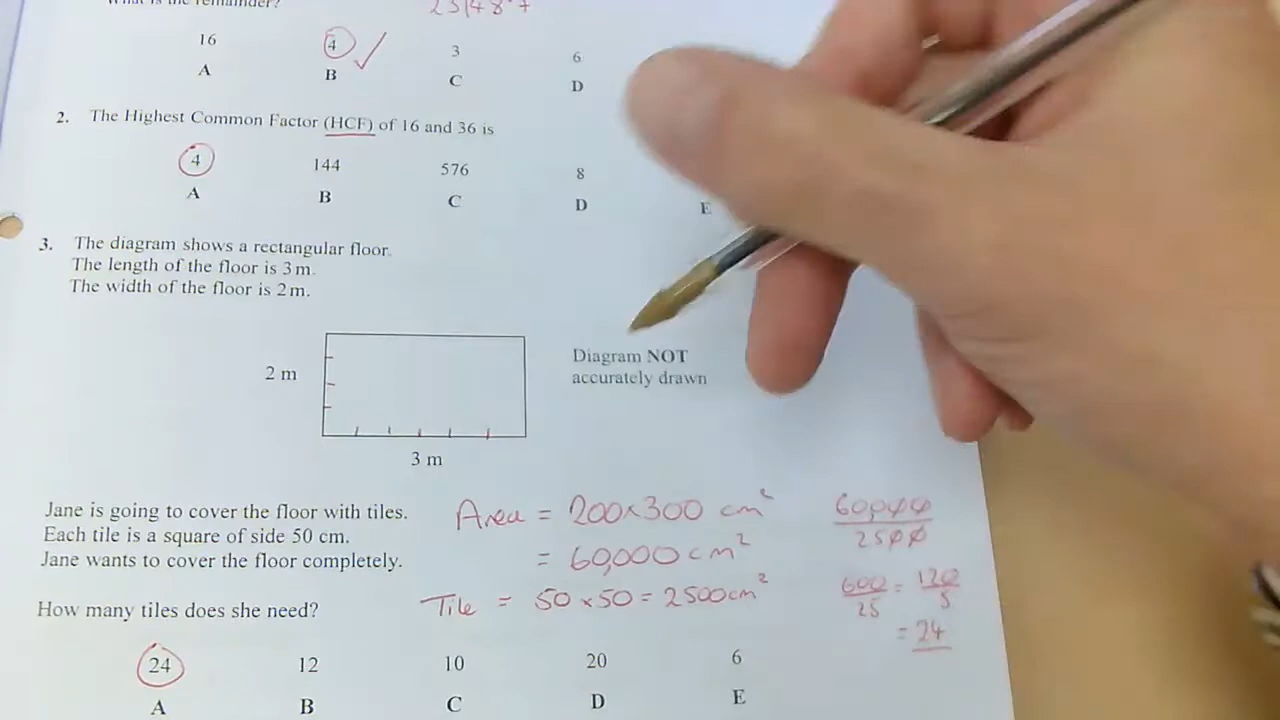 What is the remainder?
16 4 3 6
A B C D
2. The Highest Common Factor (HCF) of 16 and 36 is
4 144 576 8
A B C D E
3. The diagram shows a rectangular floor.
The length of the floor is 3 m.
The width of the floor is 2 m.
2 m
Diagram NOT
accurately drawn
3 m
Jane is going to cover the floor with tiles.
Each tile is a square of side 50 cm.
Jane wants to cover the floor completely.
How many tiles does she need?
Area = 200×300 cm²
= 60,000 cm²
Tile = 50 × 50 = 2500 cm²
60,000
2500
600 = 120
25 5
= 24
24 12 10 20 6
A B C D E